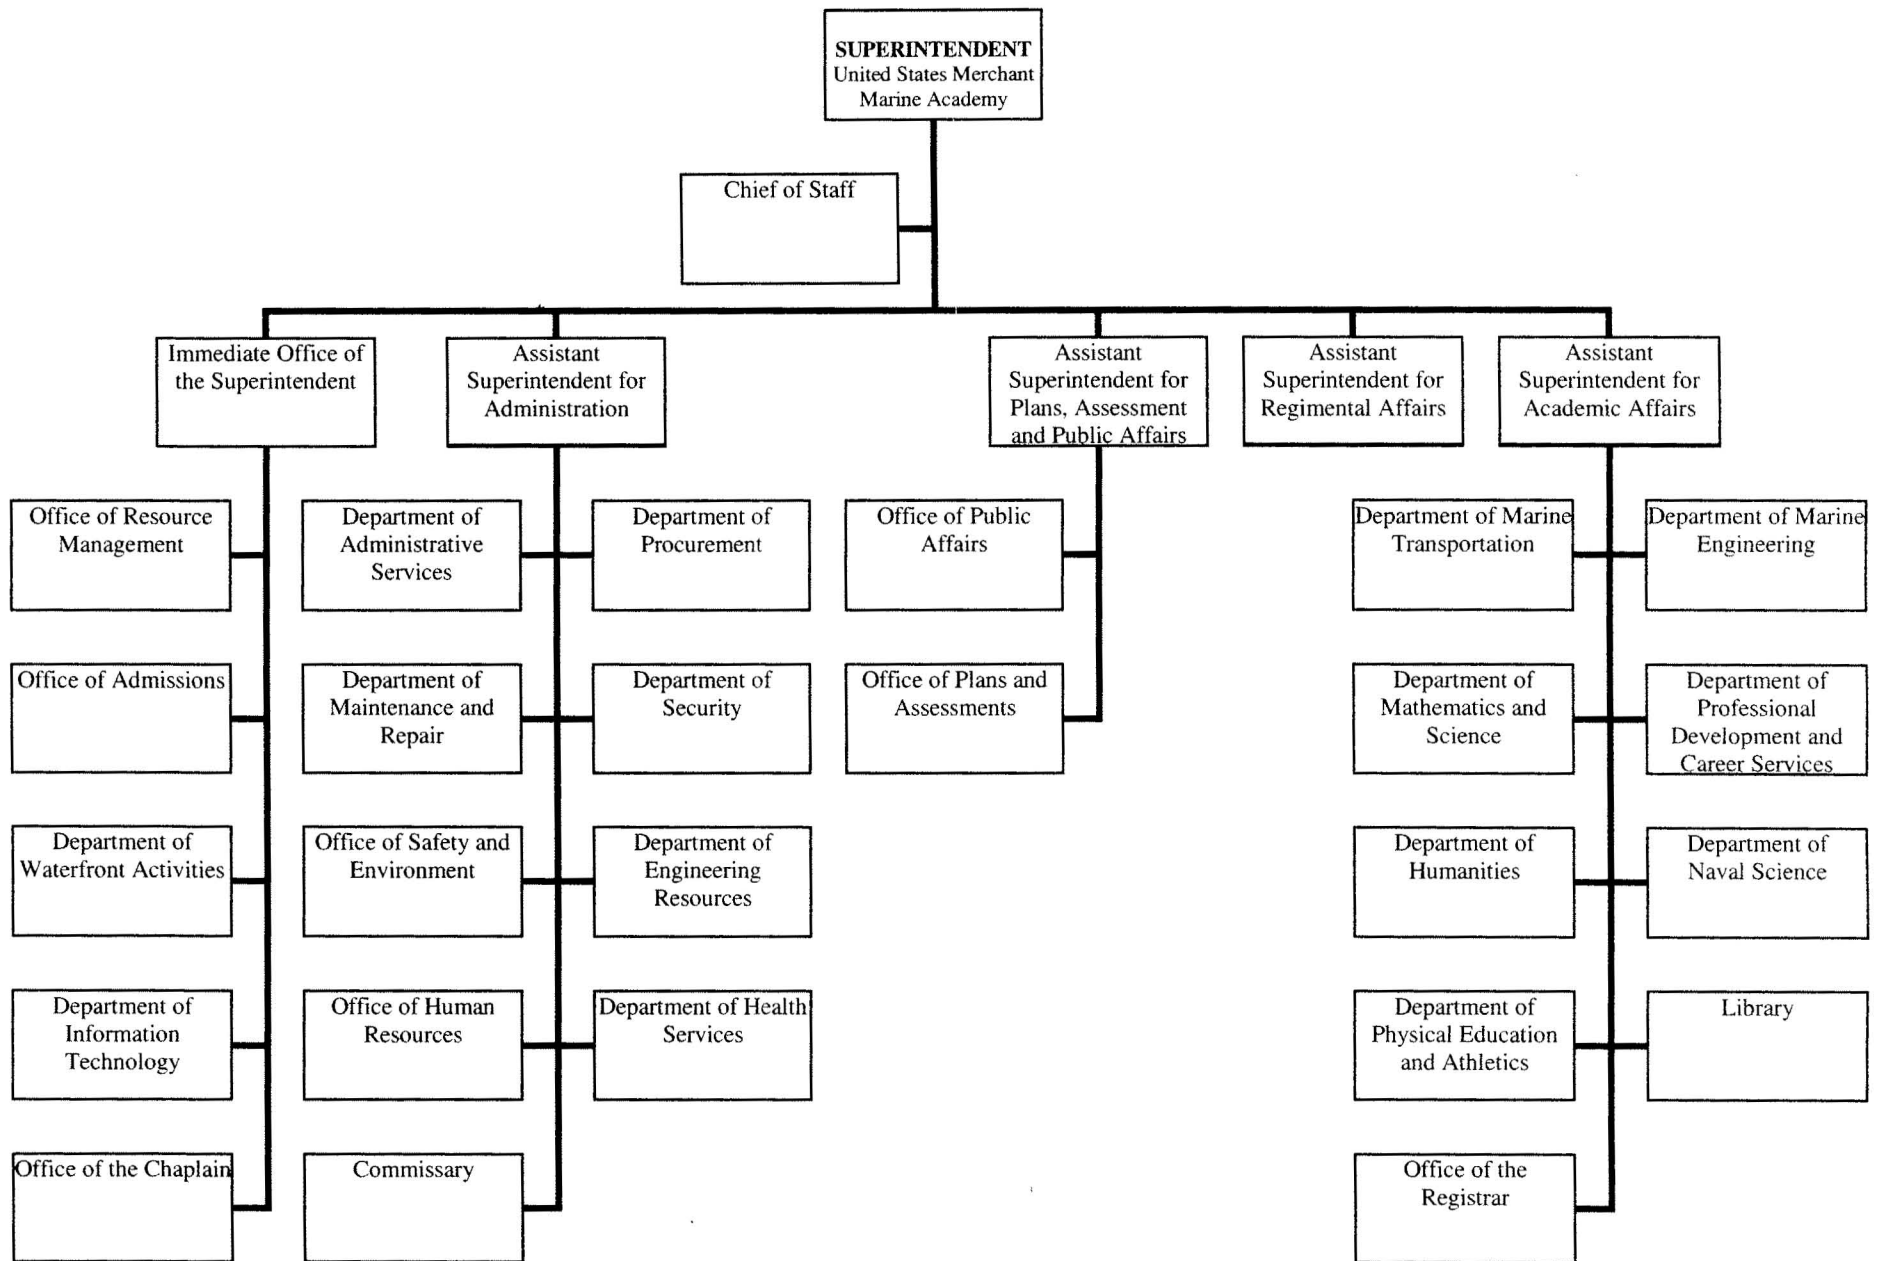 SUPERINTENDENT
United States Merchant
Marine Academy
Chief of Staff
Immediate Office of
the Superintendent
Assistant
Superintendent for
Administration
Assistant
Superintendent for
Plans, Assessment
and Public Affairs
Assistant
Superintendent for
Regimental Affairs
Assistant
Superintendent for
Academic Affairs
Office of Resource
Management
Department of
Administrative
Services
Department of
Procurement
Office of Public
Affairs
Department of Marine
Transportation
Department of Marine
Engineering
Office of Admissions
Department of
Maintenance and
Repair
Department of
Security
Office of Plans and
Assessments
Department of
Mathematics and
Science
Department of
Professional
Development and
Career Services
Department of
Waterfront Activities
Office of Safety and
Environment
Department of
Engineering
Resources
Department of
Humanities
Department of
Naval Science
Department of
Information
Technology
Office of Human
Resources
Department of Health
Services
Department of
Physical Education
and Athletics
Library
Office of the Chaplain
Commissary
Office of the
Registrar